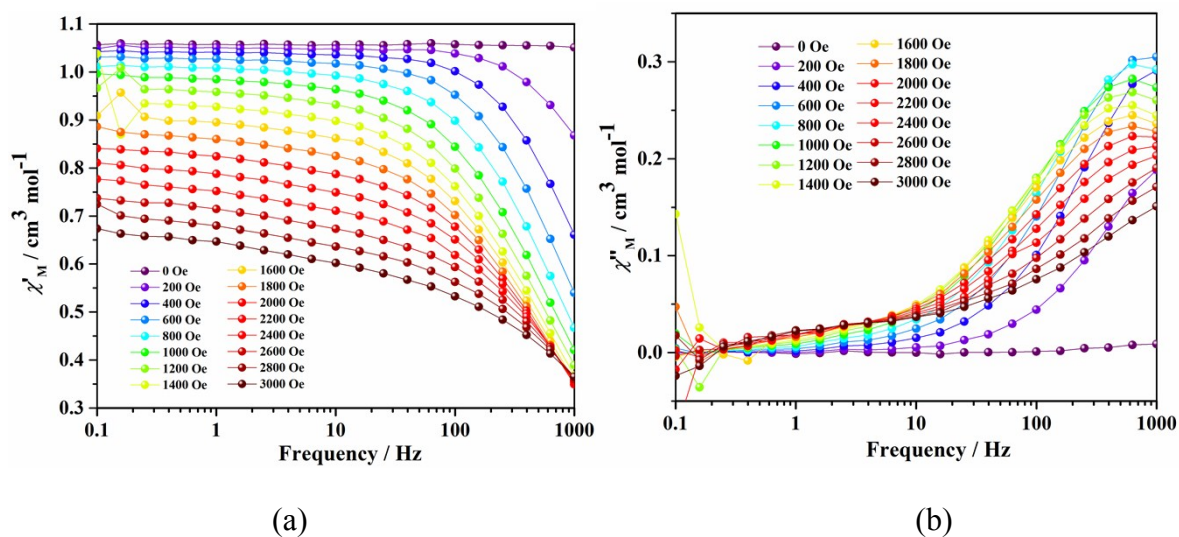 1.1
1.0
0.9
0.8
0.7
0.6
0.5
0.4
0.3
χ'M / cm³ mol⁻¹
0 Oe
200 Oe
400 Oe
600 Oe
800 Oe
1000 Oe
1200 Oe
1400 Oe
1600 Oe
1800 Oe
2000 Oe
2200 Oe
2400 Oe
2600 Oe
2800 Oe
3000 Oe
0.1 1 10 100 1000
Frequency / Hz
(a)
0.3
0.2
0.1
0.0
χ''M / cm³ mol⁻¹
0 Oe
200 Oe
400 Oe
600 Oe
800 Oe
1000 Oe
1200 Oe
1400 Oe
1600 Oe
1800 Oe
2000 Oe
2200 Oe
2400 Oe
2600 Oe
2800 Oe
3000 Oe
0.1 1 10 100 1000
Frequency / Hz
(b)